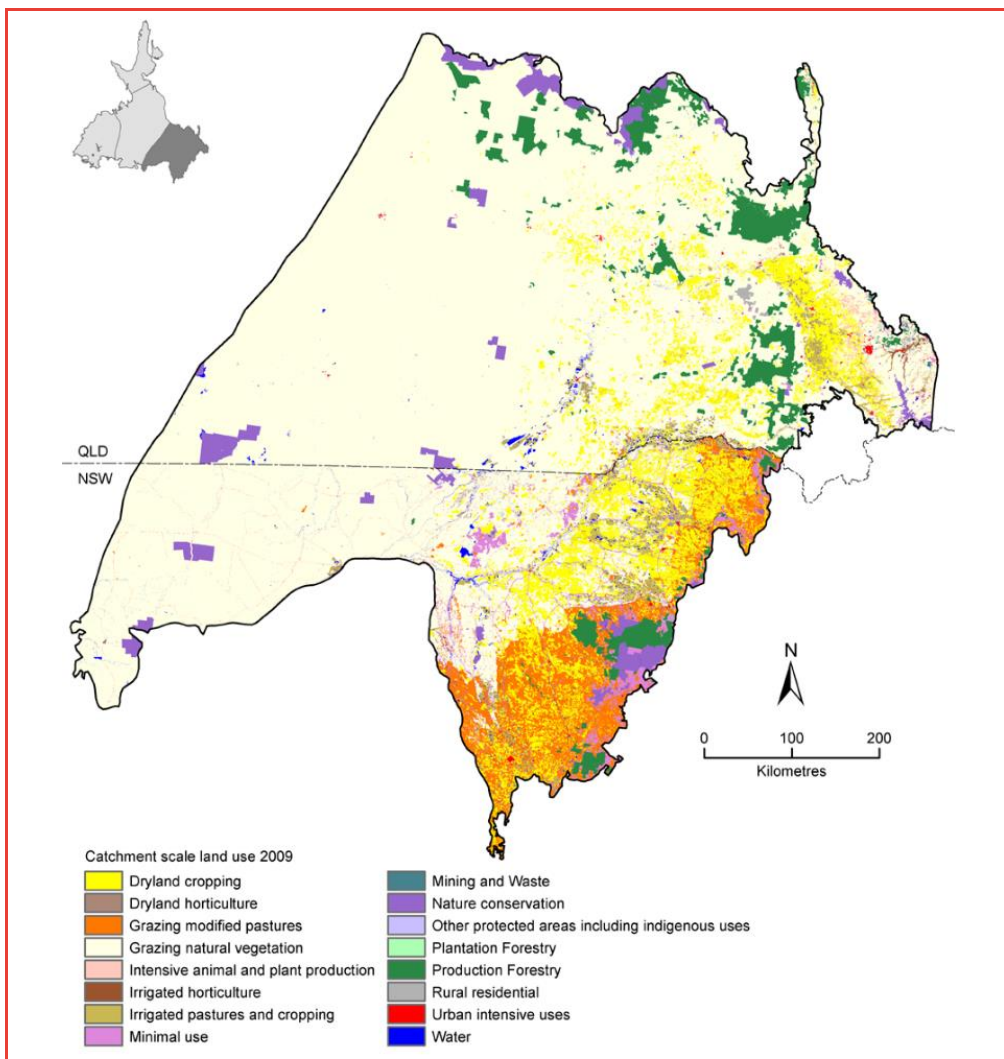 QLD
NSW
N
0 100 200
Kilometres
Catchment scale land use 2009
Dryland cropping
Dryland horticulture
Grazing modified pastures
Grazing natural vegetation
Intensive animal and plant production
Irrigated horticulture
Irrigated pastures and cropping
Minimal use
Mining and Waste
Nature conservation
Other protected areas including indigenous uses
Plantation Forestry
Production Forestry
Rural residential
Urban intensive uses
Water